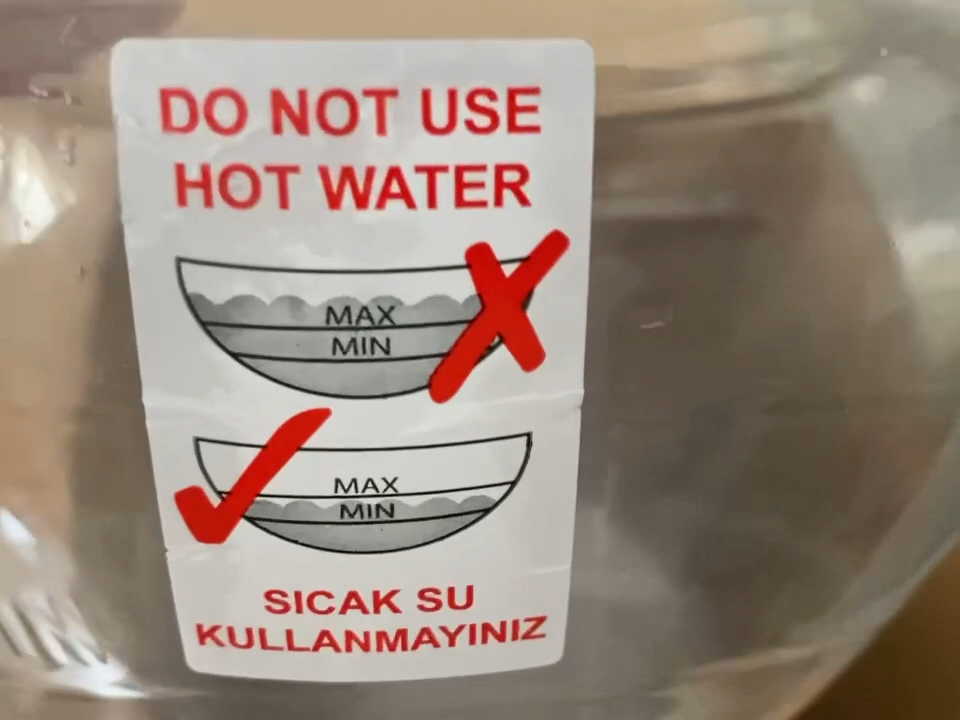 DO NOT USE
HOT WATER
MAX
MIN
MAX
MIN
SICAK SU
KULLANMAYINIZ